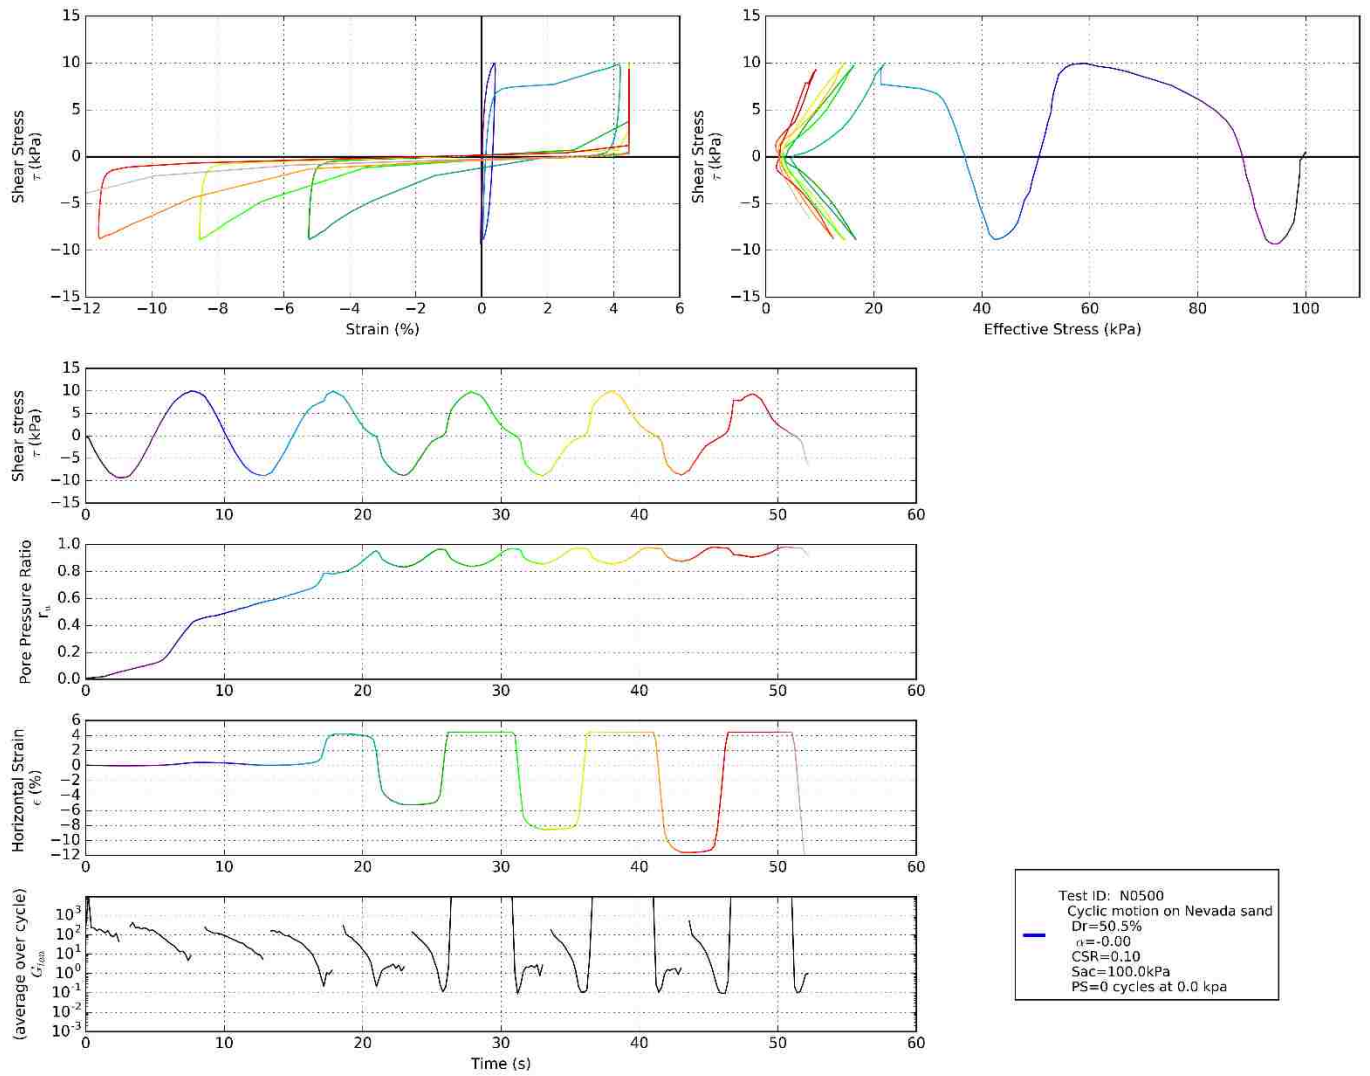 15
10
5
0
−5
−10
−15
Shear Stress
τ (kPa)
−12 −10 −8 −6 −4 −2 0 2 4 6
Strain (%)
15
10
5
0
−5
−10
−15
Shear Stress
τ (kPa)
0 20 40 60 80 100
Effective Stress (kPa)
15
10
5
0
−5
−10
−15
Shear stress
τ (kPa)
0 10 20 30 40 50 60
1.0
0.8
0.6
0.4
0.2
0.0
Pore Pressure Ratio
rᵤ
0 10 20 30 40 50 60
6
4
2
0
−2
−4
−6
−8
−10
−12
Horizontal Strain
ϵ (%)
0 10 20 30 40 50 60
10³
10²
10¹
10⁰
10⁻¹
10⁻²
10⁻³
(average over cycle)
0 10 20 30 40 50 60
Time (s)
Test ID: N0500
Cyclic motion on Nevada sand
Dr=50.5%
α=-0.00
CSR=0.10
Sac=100.0kPa
PS=0 cycles at 0.0 kpa